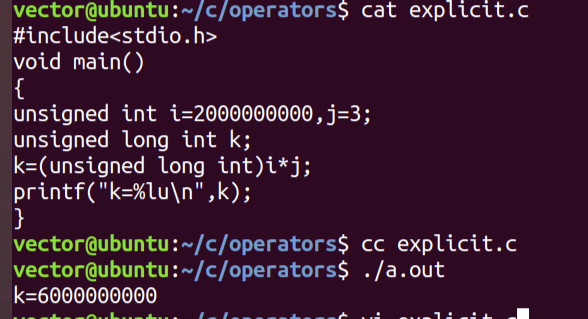 vector@ubuntu:~/c/operators$ cat explicit.c
#include<stdio.h>
void main()
{
unsigned int i=2000000000,j=3;
unsigned long int k;
k=(unsigned long int)i*j;
printf("k=%lu\n",k);
}
vector@ubuntu:~/c/operators$ cc explicit.c
vector@ubuntu:~/c/operators$ ./a.out
k=6000000000
vector@ubuntu:~/c/operators$ vi explicit.c